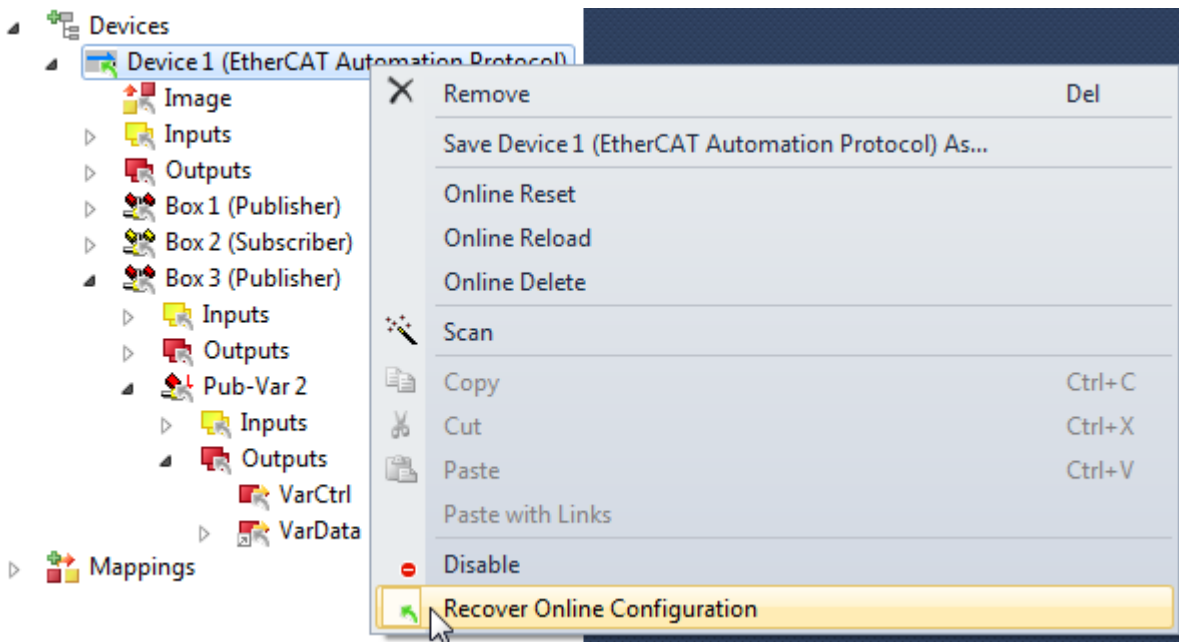 Devices
Device 1 (EtherCAT Automation Protocol)
Image
Inputs
Outputs
Box 1 (Publisher)
Box 2 (Subscriber)
Box 3 (Publisher)
Inputs
Outputs
Pub-Var 2
Inputs
Outputs
VarCtrl
VarData
Mappings
Remove Del
Save Device 1 (EtherCAT Automation Protocol) As...
Online Reset
Online Reload
Online Delete
Scan
Copy Ctrl+C
Cut Ctrl+X
Paste Ctrl+V
Paste with Links
Disable
Recover Online Configuration